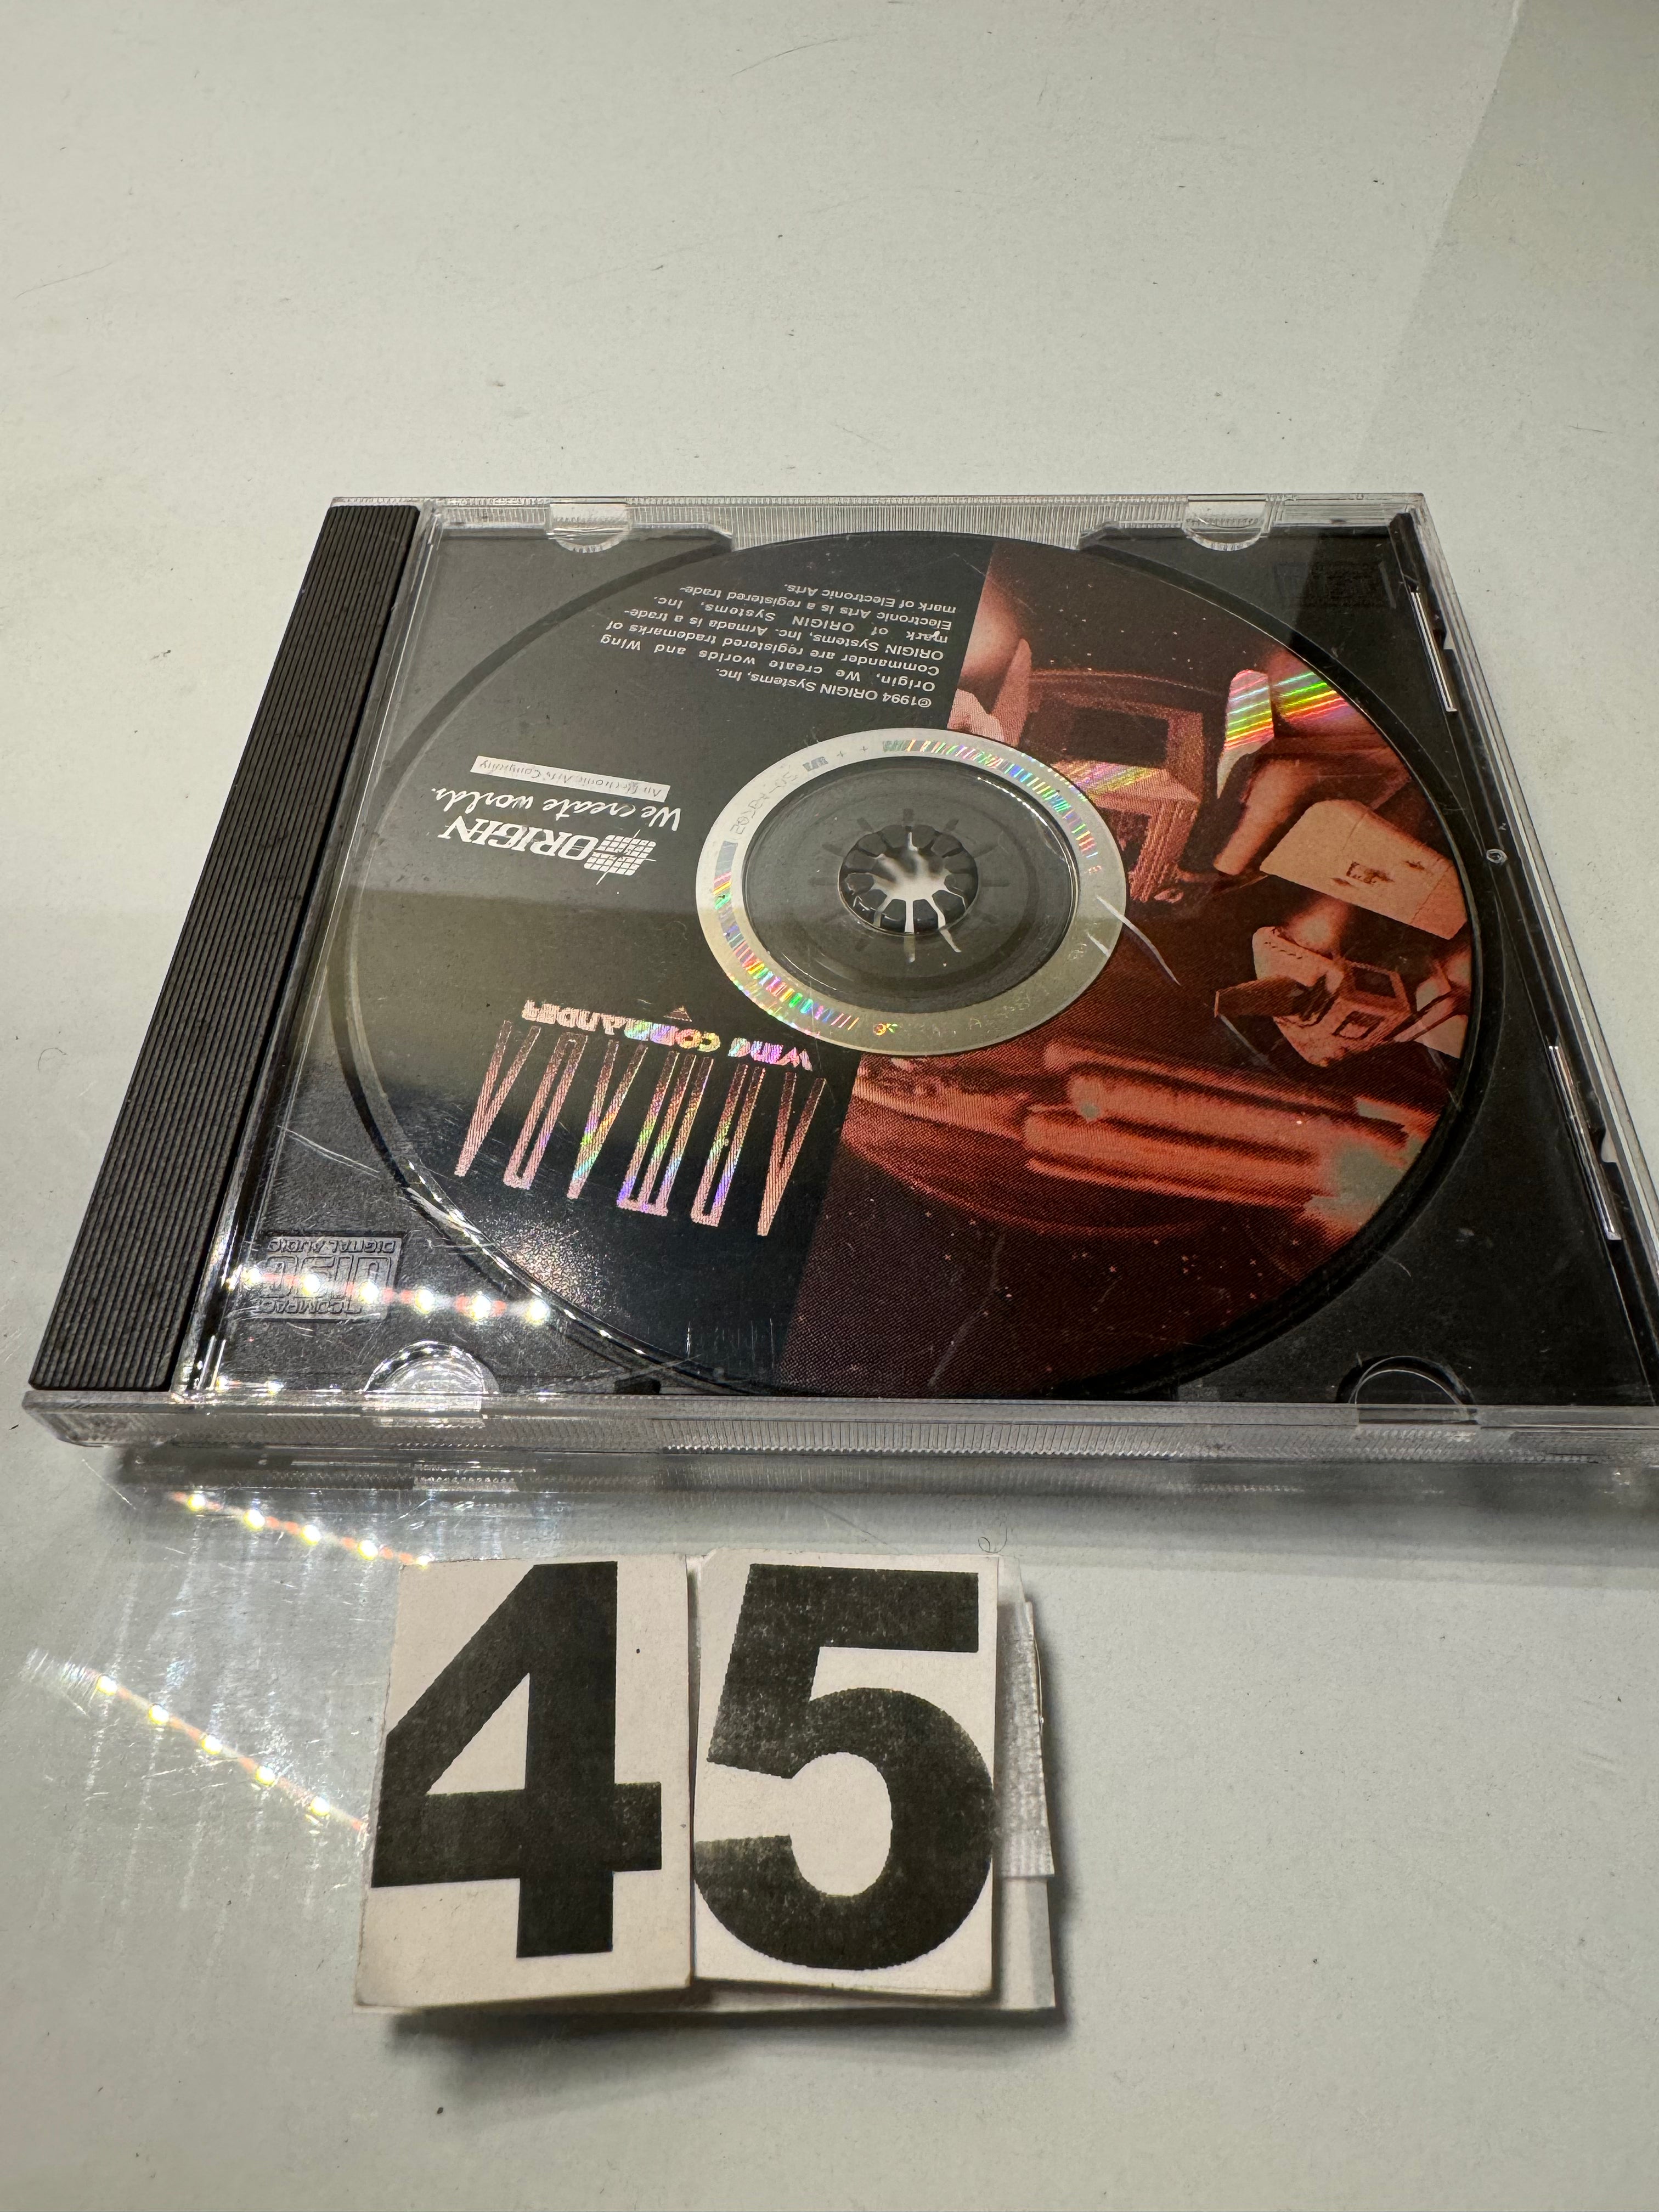 WING COMMANDER
ARMADA
ORIGIN
We create worlds.
An Electronic Arts Company
©1994 ORIGIN Systems, Inc.
Origin, We create worlds and Wing
Commander are registered trademarks of
ORIGIN Systems, Inc. Armada is a trade-
mark of ORIGIN Systems, Inc.
Electronic Arts is a registered trade-
mark of Electronic Arts.
COMPACT
disc
DIGITAL AUDIO
45